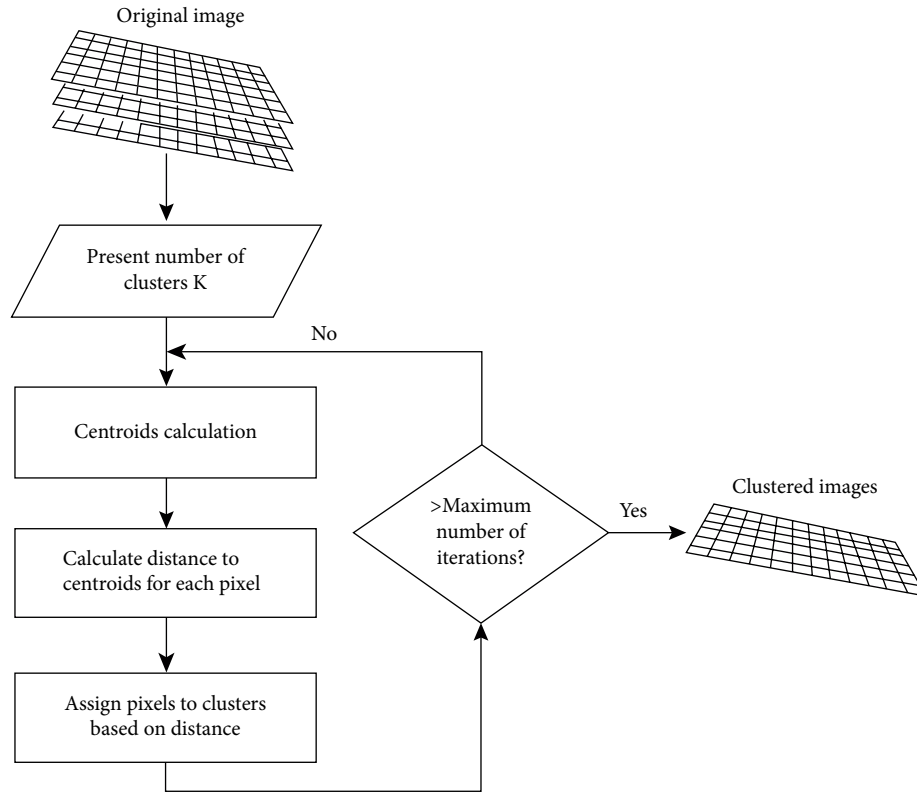 Original image
Present number of
clusters K
No
Centroids calculation
>Maximum
number of
iterations?
Yes
Clustered images
Calculate distance to
centroids for each pixel
Assign pixels to clusters
based on distance